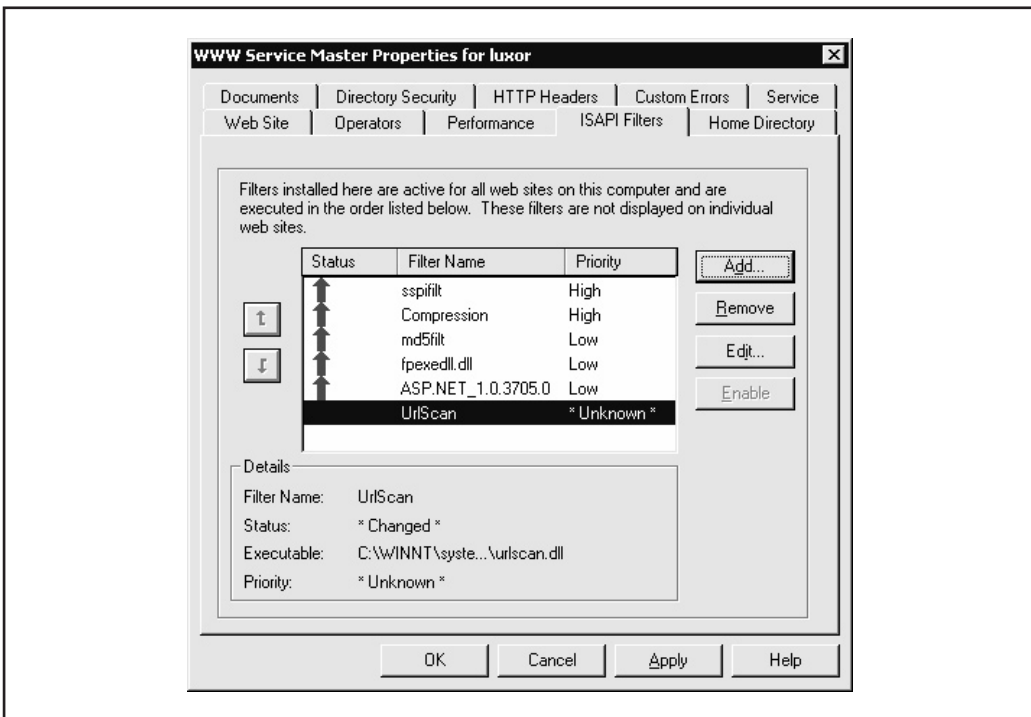 WWW Service Master Properties for luxor
Documents Directory Security HTTP Headers Custom Errors Service
Web Site Operators Performance ISAPI Filters Home Directory
Filters installed here are active for all web sites on this computer and are
executed in the order listed below. These filters are not displayed on individual
web sites.
Status Filter Name Priority
sspifilt High
Compression High
md5filt Low
fpexedll.dll Low
ASP.NET_1.0.3705.0 Low
UrlScan * Unknown *
Add...
Remove
Edit...
Enable
Details
Filter Name: UrlScan
Status: * Changed *
Executable: C:\WINNT\syste...\urlscan.dll
Priority: * Unknown *
OK Cancel Apply Help